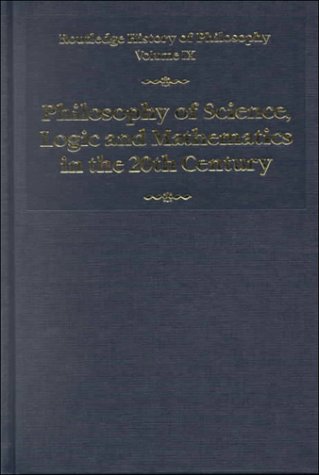 Routledge History of Philosophy
Volume IX
Philosophy of Science,
Logic and Mathematics
in the 20th Century